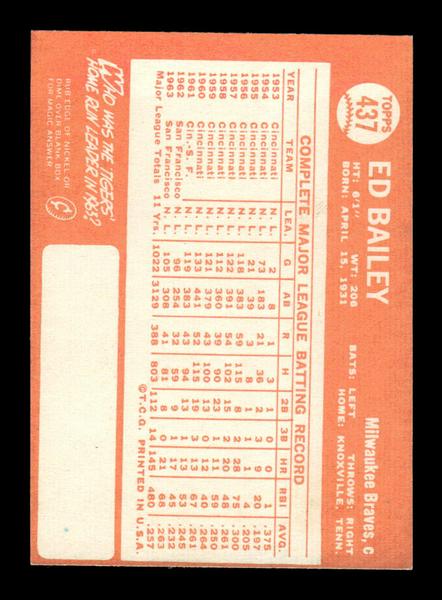 TOPPS
437
ED BAILEY
Milwaukee Braves, c
HT: 6'1" WT: 206 BATS: LEFT THROWS: RIGHT
BORN: APRIL 15, 1931 HOME: KNOXVILLE, TENN.
COMPLETE MAJOR LEAGUE BATTING RECORD
YEAR TEAM LEA. G AB R H 2B 3B HR RBI AVG.
1953 Cincinnati N. L. 2 8 1 3 1 0 0 1 .375
1954 Cincinnati N. L. 73 183 21 36 2 3 9 20 .197
1955 Cincinnati N. L. 21 39 3 8 1 1 1 4 .205
1956 Cincinnati N. L. 118 383 59 115 8 2 28 75 .300
1957 Cincinnati N. L. 122 391 54 102 15 2 20 48 .261
1958 Cincinnati N. L. 112 360 39 90 23 1 11 59 .250
1959 Cincinnati N. L. 121 379 43 100 13 0 12 40 .264
1960 Cincinnati N. L. 133 441 52 115 19 3 13 67 .261
1961 Cin.-S. F. N. L. 119 383 43 94 13 1 13 53 .245
1962 San Francisco N. L. 96 254 32 59 9 1 17 45 .232
1963 San Francisco N. L. 105 308 41 81 8 0 21 68 .263
Major League Totals 11 Yrs. 1022 3129 388 803 112 14 145 480 .257
© T.C.G. PRINTED IN U.S.A.
WHO WAS THE TIGERS'
HOME RUN LEADER IN 1963?
RUB EDGE OF NICKEL OR
DIME OVER BLANK BOX
FOR MAGIC ANSWER